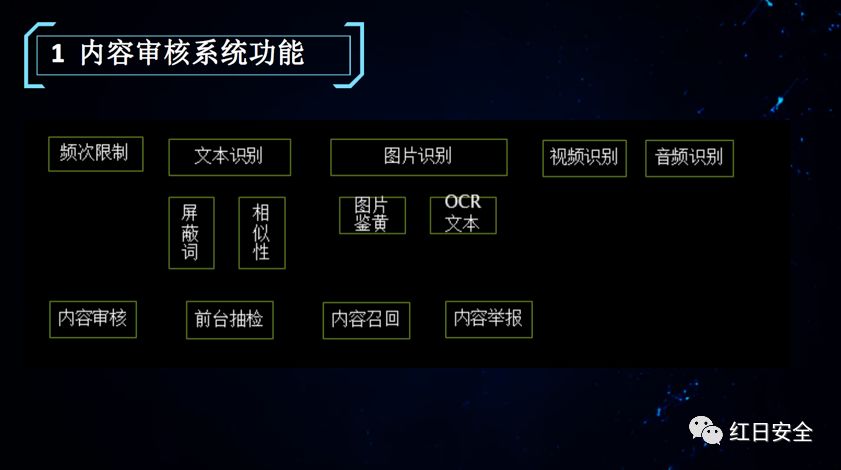 1 内容审核系统功能
频次限制
文本识别
图片识别
视频识别
音频识别
屏
蔽
词
相
似
性
图片
鉴黄
OCR
文本
内容审核
前台抽检
内容召回
内容举报
红日安全